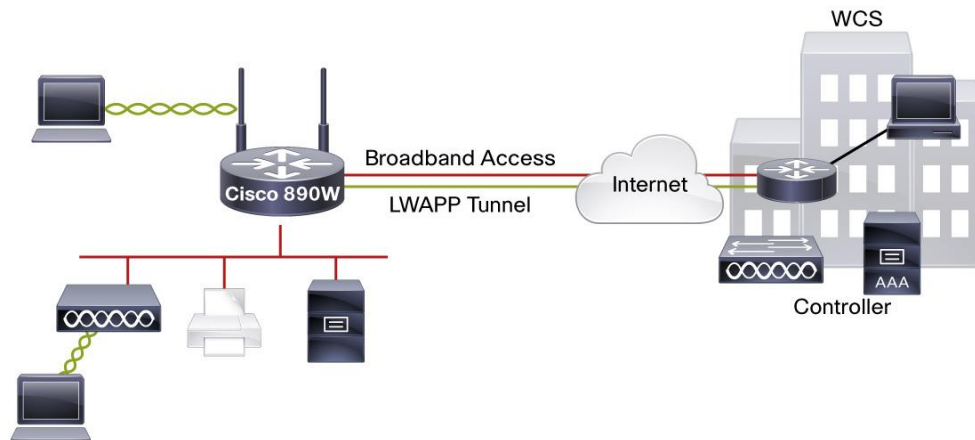 WCS
Broadband Access
Cisco 890W
Internet
LWAPP Tunnel
AAA
Controller